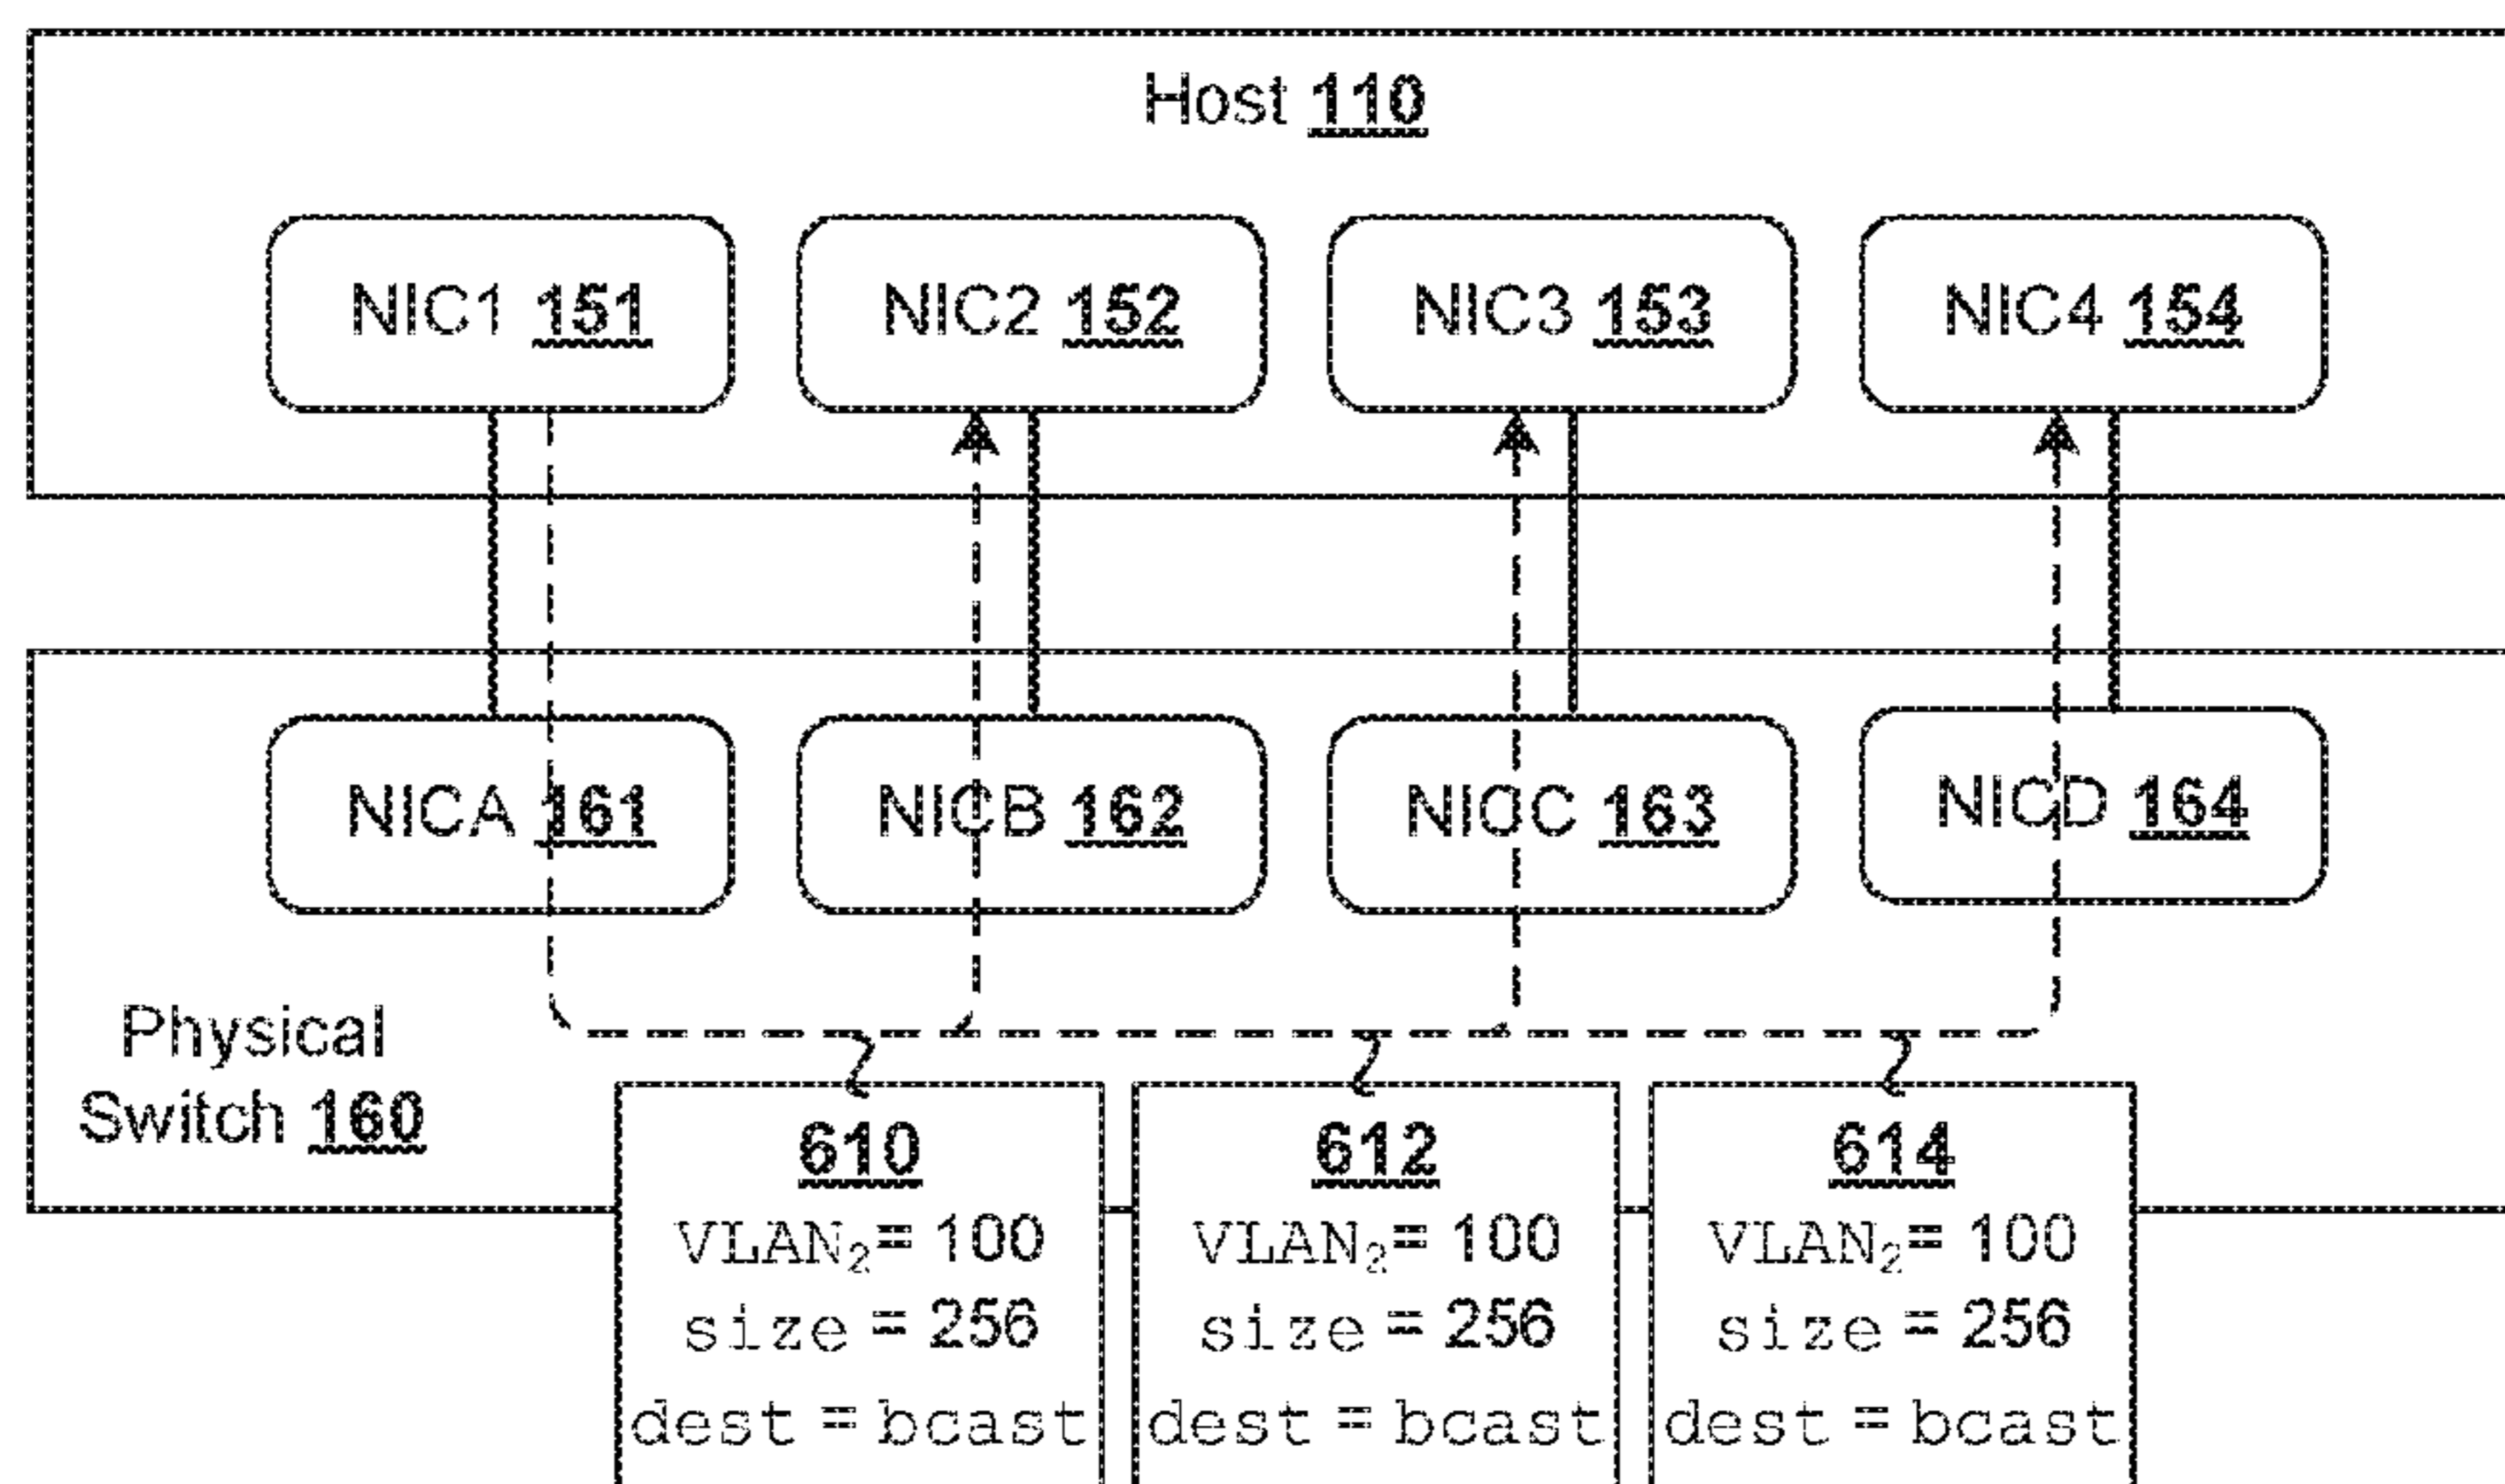 Host 110
NIC1 151
NIC2 152
NIC3 153
NIC4 154
NICA 161
NICB 162
NICC 163
NICD 164
Physical
Switch 160
610
VLAN₂= 100
size = 256
dest = bcast
612
VLAN₂= 100
size = 256
dest = bcast
614
VLAN₂= 100
size = 256
dest = bcast